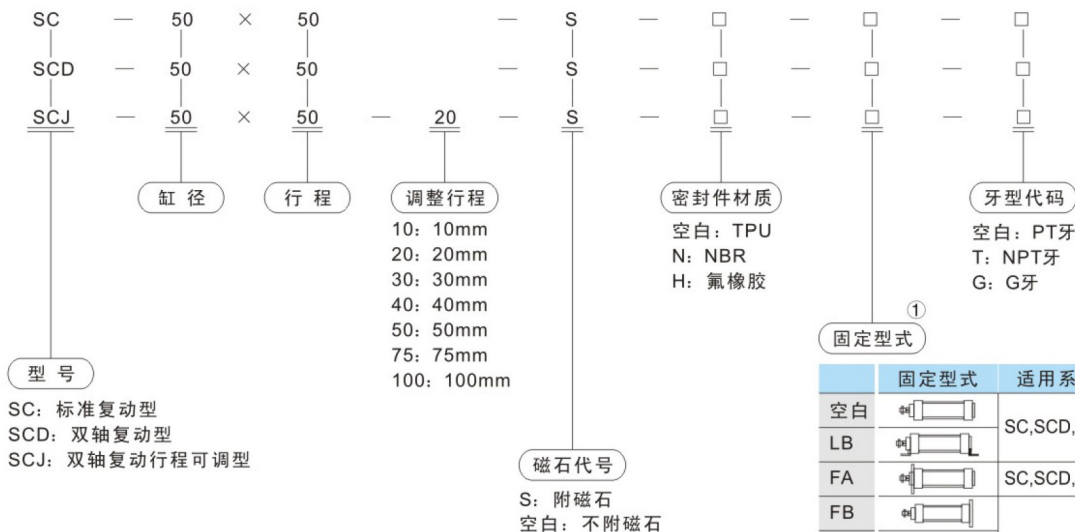 SC — 50 × 50 — S — □ — □ — □
SCD — 50 × 50 — S — □ — □ — □
SCJ — 50 × 50 — 20 — S — □ — □ — □
缸径
行程
调整行程
10：10mm
20：20mm
30：30mm
40：40mm
50：50mm
75：75mm
100：100mm
密封件材质
空白：TPU
N：NBR
H：氟橡胶
牙型代码
空白：PT牙
T：NPT牙
G：G牙
型号
SC：标准复动型
SCD：双轴复动型
SCJ：双轴复动行程可调型
磁石代号
S：附磁石
空白：不附磁石
固定型式①
固定型式 适用系
空白 SC,SCD,
LB
FA SC,SCD,
FB